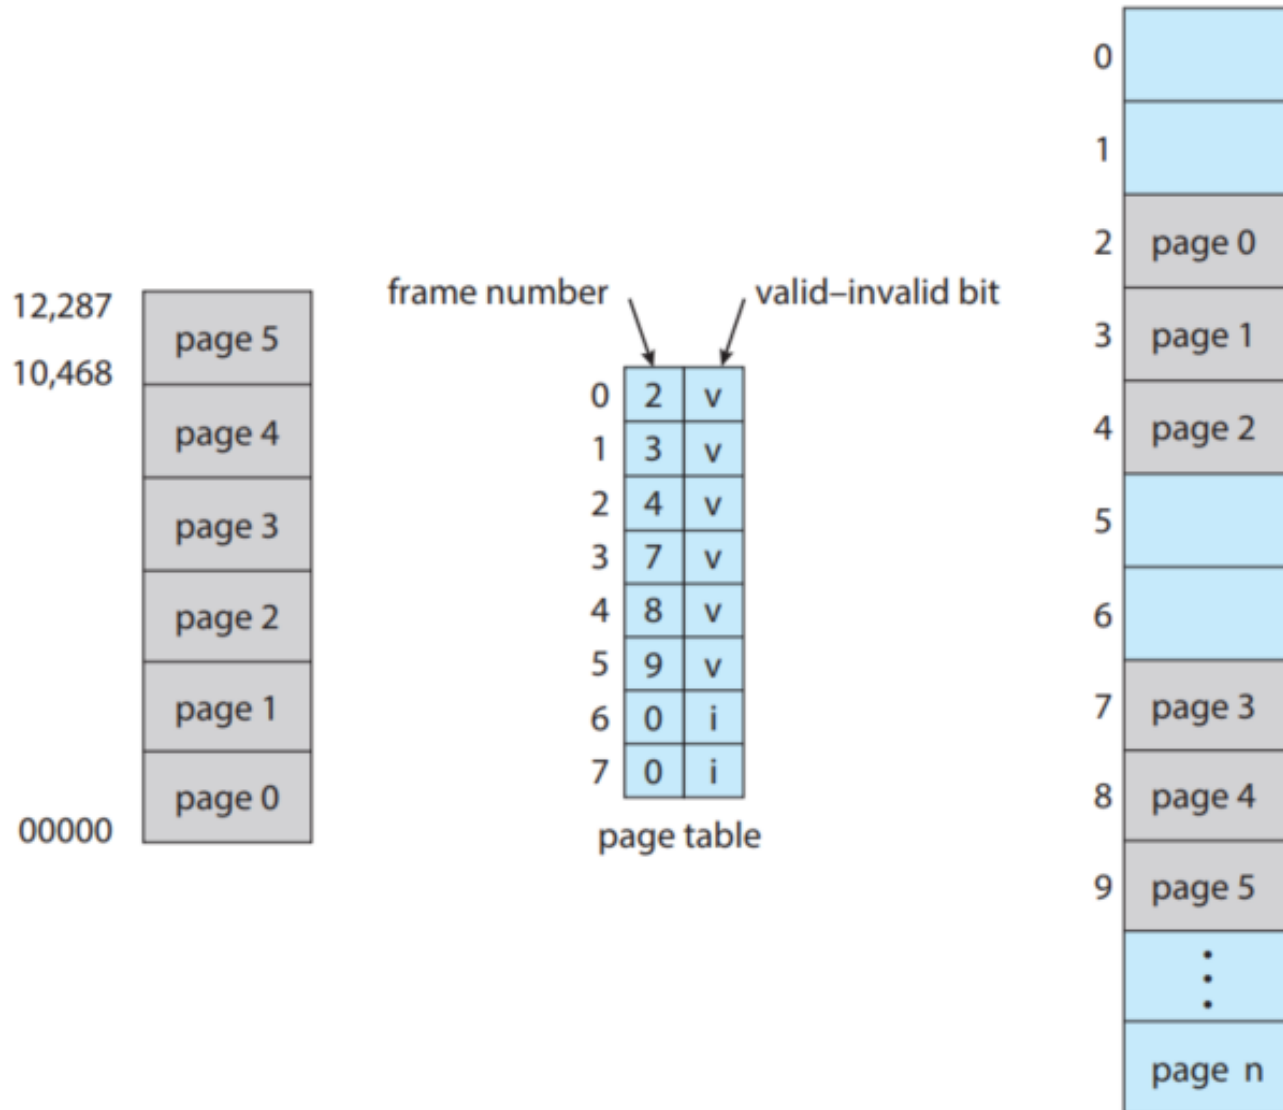 12,287
10,468
00000
page 5
page 4
page 3
page 2
page 1
page 0
frame number
valid–invalid bit
0 2 v
1 3 v
2 4 v
3 7 v
4 8 v
5 9 v
6 0 i
7 0 i
page table
0
1
2 page 0
3 page 1
4 page 2
5
6
7 page 3
8 page 4
9 page 5
page n